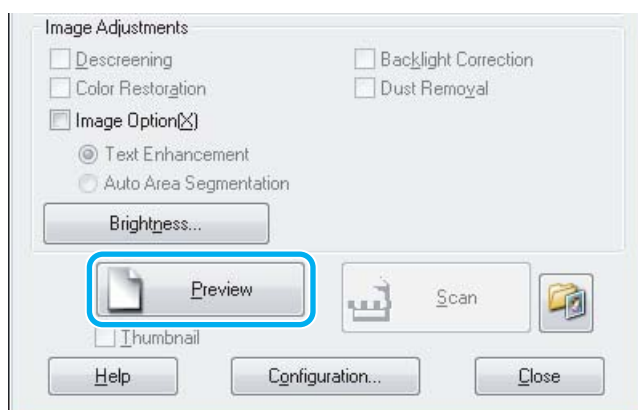 Image Adjustments
Descreening Backlight Correction
Color Restoration Dust Removal
Image Option(X)
Text Enhancement
Auto Area Segmentation
Brightness...
Preview Scan
Thumbnail
Help Configuration... Close